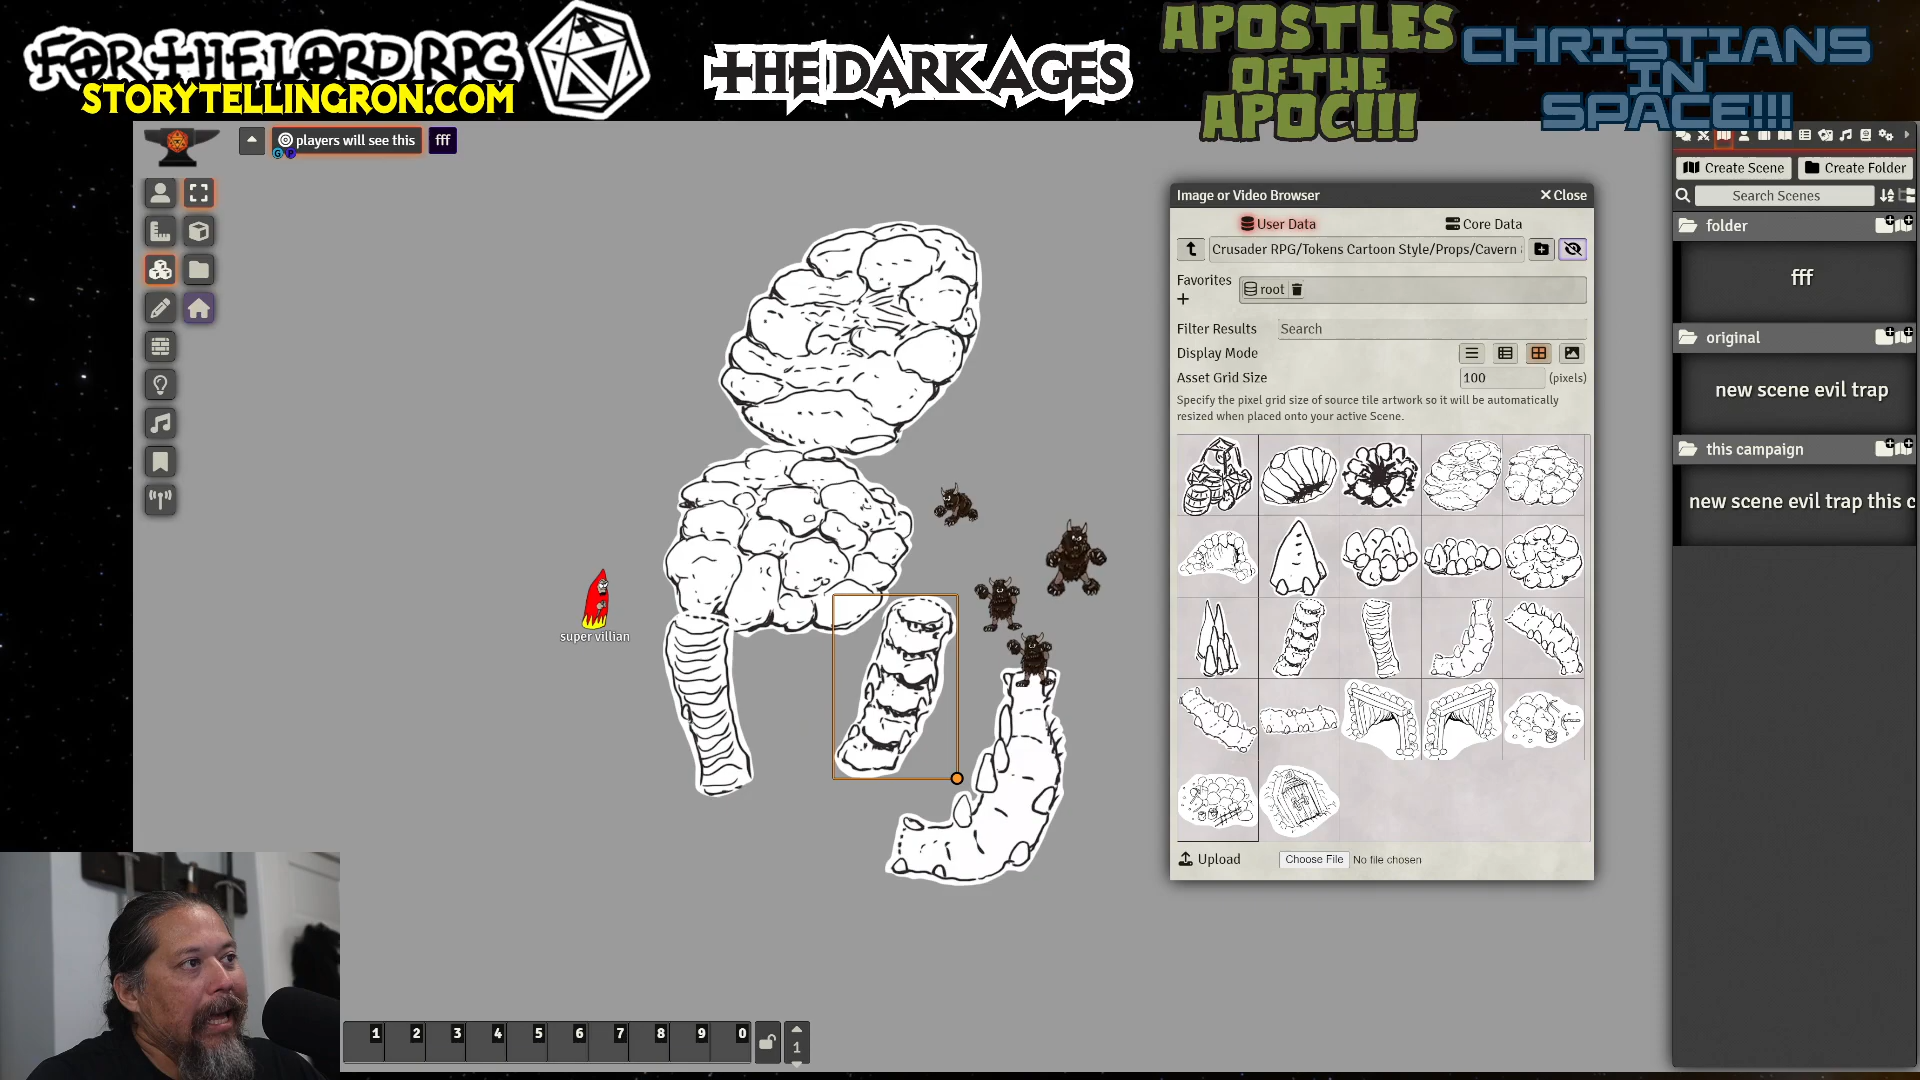 FOR THE LORD RPG
STORYTELLINGRON.COM
THE DARK AGES
APOSTLES
OF THE
APOC!!!
CHRISTIANS
IN
SPACE!!!
players will see this
fff
G P
super villian
Image or Video Browser
Close
User Data
Core Data
Crusader RPG/Tokens Cartoon Style/Props/Cavern
Favorites
root
Filter Results
Search
Display Mode
Asset Grid Size
100
(pixels)
Specify the pixel grid size of source tile artwork so it will be automatically
resized when placed onto your active Scene.
Upload
Choose File
No file chosen
Create Scene
Create Folder
Search Scenes
folder
fff
original
new scene evil trap
this campaign
new scene evil trap this c
1 2 3 4 5 6 7 8 9 0
1